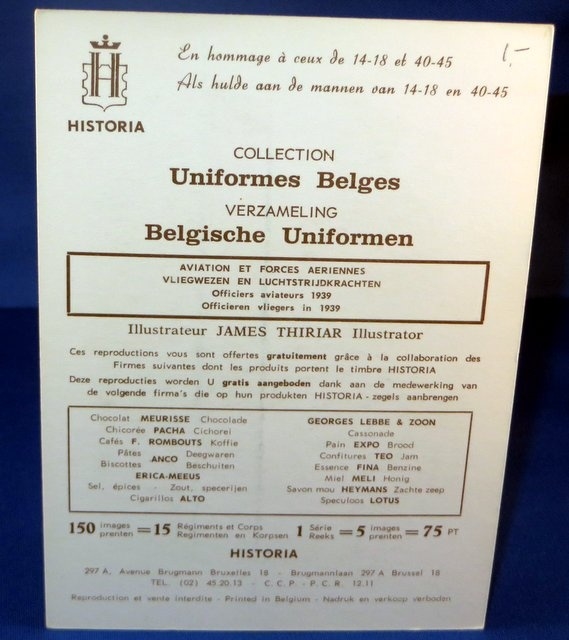 En hommage à ceux de 14-18 et 40-45
1,-
Als hulde aan de mannen van 14-18 en 40-45
H
HISTORIA
COLLECTION
Uniformes Belges
VERZAMELING
Belgische Uniformen
AVIATION ET FORCES AERIENNES
VLIEGWEZEN EN LUCHTSTRIJDKRACHTEN
Officiers aviateurs 1939
Officieren vliegers in 1939
Illustrateur JAMES THIRIAR Illustrator
Ces reproductions vous sont offertes gratuitement grâce à la collaboration des
Firmes suivantes dont les produits portent le timbre HISTORIA
Deze reproducties worden U gratis aangeboden dank aan de medewerking van
de volgende firma's die op hun produkten HISTORIA - zegels aanbrengen
Chocolat MEURISSE Chocolade
Chicorée PACHA Cichorei
Cafés F. ROMBOUTS Koffie
Pâtes ANCO Deegwaren
Biscottes Beschuiten
ERICA-MEEUS
Sel, épices - Zout, specerijen
Cigarillos ALTO
GEORGES LEBBE & ZOON
Cassonade
Pain EXPO Brood
Confitures TEO Jam
Essence FINA Benzine
Miel MELI Honig
Savon mou HEYMANS Zachte zeep
Speculoos LOTUS
150 images prenten = 15 Régiments et Corps Regimenten en Korpsen 1 Série Reeks = 5 images prenten = 75 PT
HISTORIA
297 A, Avenue Brugmann Bruxelles 18 - Brugmannlaan 297 A Brussel 18
TEL. (02) 45.20.13 - C.C.P. - P.C.R. 12.11
Reproduction et vente interdite - Printed in Belgium - Nadruk en verkoop verboden